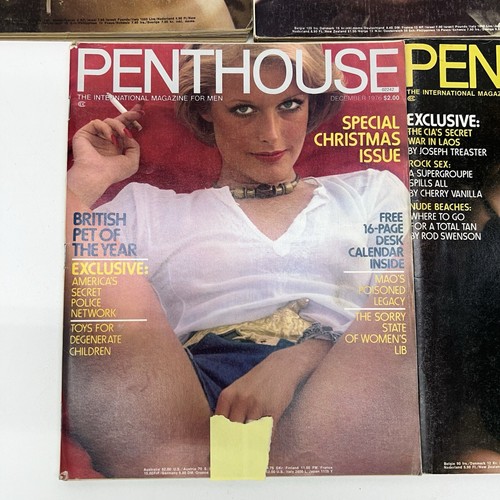 PENTHOUSE
THE INTERNATIONAL MAGAZINE FOR MEN
DECEMBER 1976 $2.00
SPECIAL
CHRISTMAS
ISSUE
BRITISH
PET OF
THE YEAR
EXCLUSIVE:
AMERICA'S
SECRET
POLICE
NETWORK
TOYS FOR
DEGENERATE
CHILDREN
FREE
16-PAGE
DESK
CALENDAR
INSIDE
MAO'S
POISONED
LEGACY
THE SORRY
STATE
OF WOMEN'S
LIB
PEN
THE INTERNATIONAL MAGAZ
EXCLUSIVE:
THE CIA'S SECRET
WAR IN LAOS
BY JOSEPH TREASTER
ROCK SEX:
A SUPERGROUPIE
SPILLS ALL
BY CHERRY VANILLA
NUDE BEACHES:
WHERE TO GO
FOR A TOTAL TAN
BY ROD SWENSON